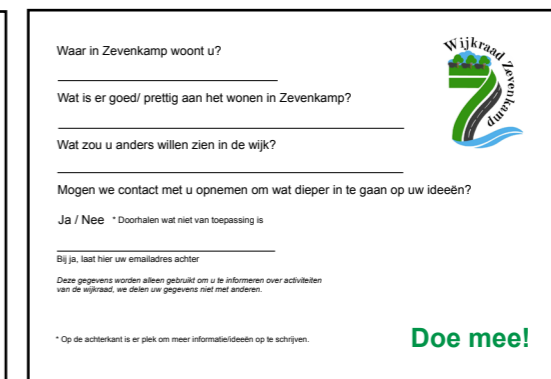 Waar in Zevenkamp woont u?
Wijkraad Zevenkamp
Wat is er goed/ prettig aan het wonen in Zevenkamp?
Wat zou u anders willen zien in de wijk?
Mogen we contact met u opnemen om wat dieper in te gaan op uw ideeën?
Ja / Nee * Doorhalen wat niet van toepassing is
Bij ja, laat hier uw emailadres achter
Deze gegevens worden alleen gebruikt om u te informeren over activiteiten
van de wijkraad, we delen uw gegevens niet met anderen.
* Op de achterkant is er plek om meer informatie/ideeën op te schrijven.
Doe mee!